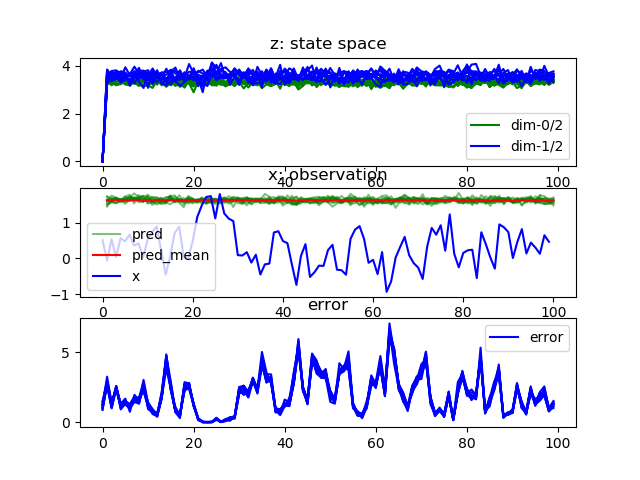 z: state space
4
2
0
dim-0/2
dim-1/2
0 20 40 60 80 100
x: observation
1
0
−1
pred
pred_mean
x
0 20 40 60 80 100
error
5
0
error
0 20 40 60 80 100